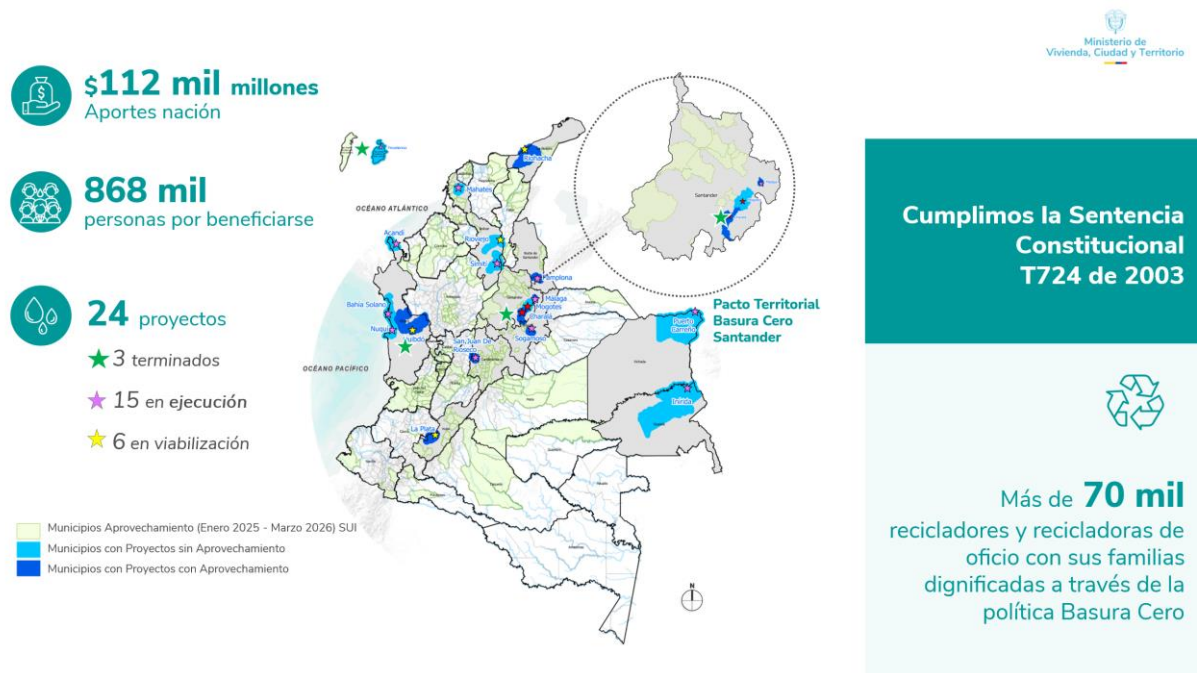 Ministerio de
Vivienda, Ciudad y Territorio
$112 mil millones
Aportes nación
868 mil
personas por beneficiarse
24 proyectos
3 terminados
15 en ejecución
6 en viabilización
Municipios Aprovechamiento (Enero 2025 - Marzo 2026) SUI
Municipios con Proyectos sin Aprovechamiento
Municipios con Proyectos con Aprovechamiento
OCÉANO ATLÁNTICO
OCÉANO PACÍFICO
Riohacha
Mahates
Acandí
Rioviejo
Simití
Pamplona
Málaga
Mogotes
Charalá
Sogamoso
Bahía Solano
Nuquí
Quibdó
San Juan De
Rioseco
La Plata
Puerto
Carreño
Inírida
Santander
N
Pacto Territorial
Basura Cero
Santander
Cumplimos la Sentencia
Constitucional
T724 de 2003
Más de 70 mil
recicladores y recicladoras de
oficio con sus familias
dignificadas a través de la
política Basura Cero